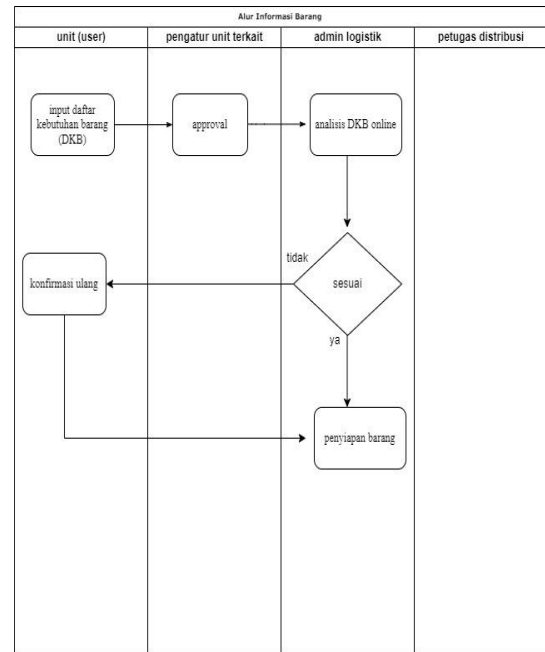 Alur Informasi Barang
unit (user)
pengatur unit terkait
admin logistik
petugas distribusi
input daftar
kebutuhan barang
(DKB)
approval
analisis DKB online
tidak
konfirmasi ulang
sesuai
ya
penyiapan barang